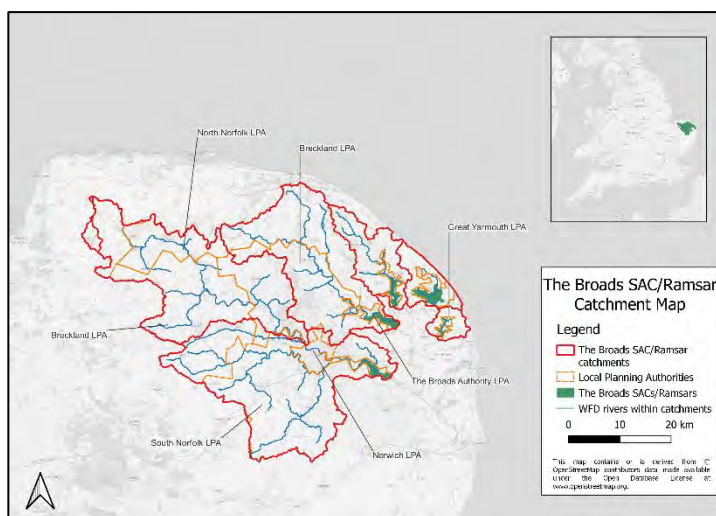 North Norfolk LPA
Breckland LPA
Great Yarmouth LPA
Breckland LPA
The Broads Authority LPA
South Norfolk LPA
Norwich LPA
The Broads SAC/Ramsar
Catchment Map
Legend
The Broads SAC/Ramsar
catchments
Local Planning Authorities
The Broads SACs/Ramsars
WFD rivers within catchments
0 10 20 km
This map contains or is derived from ©
OpenStreetMap contributors data made available
under the Open Database License at
www.openstreetmap.org.